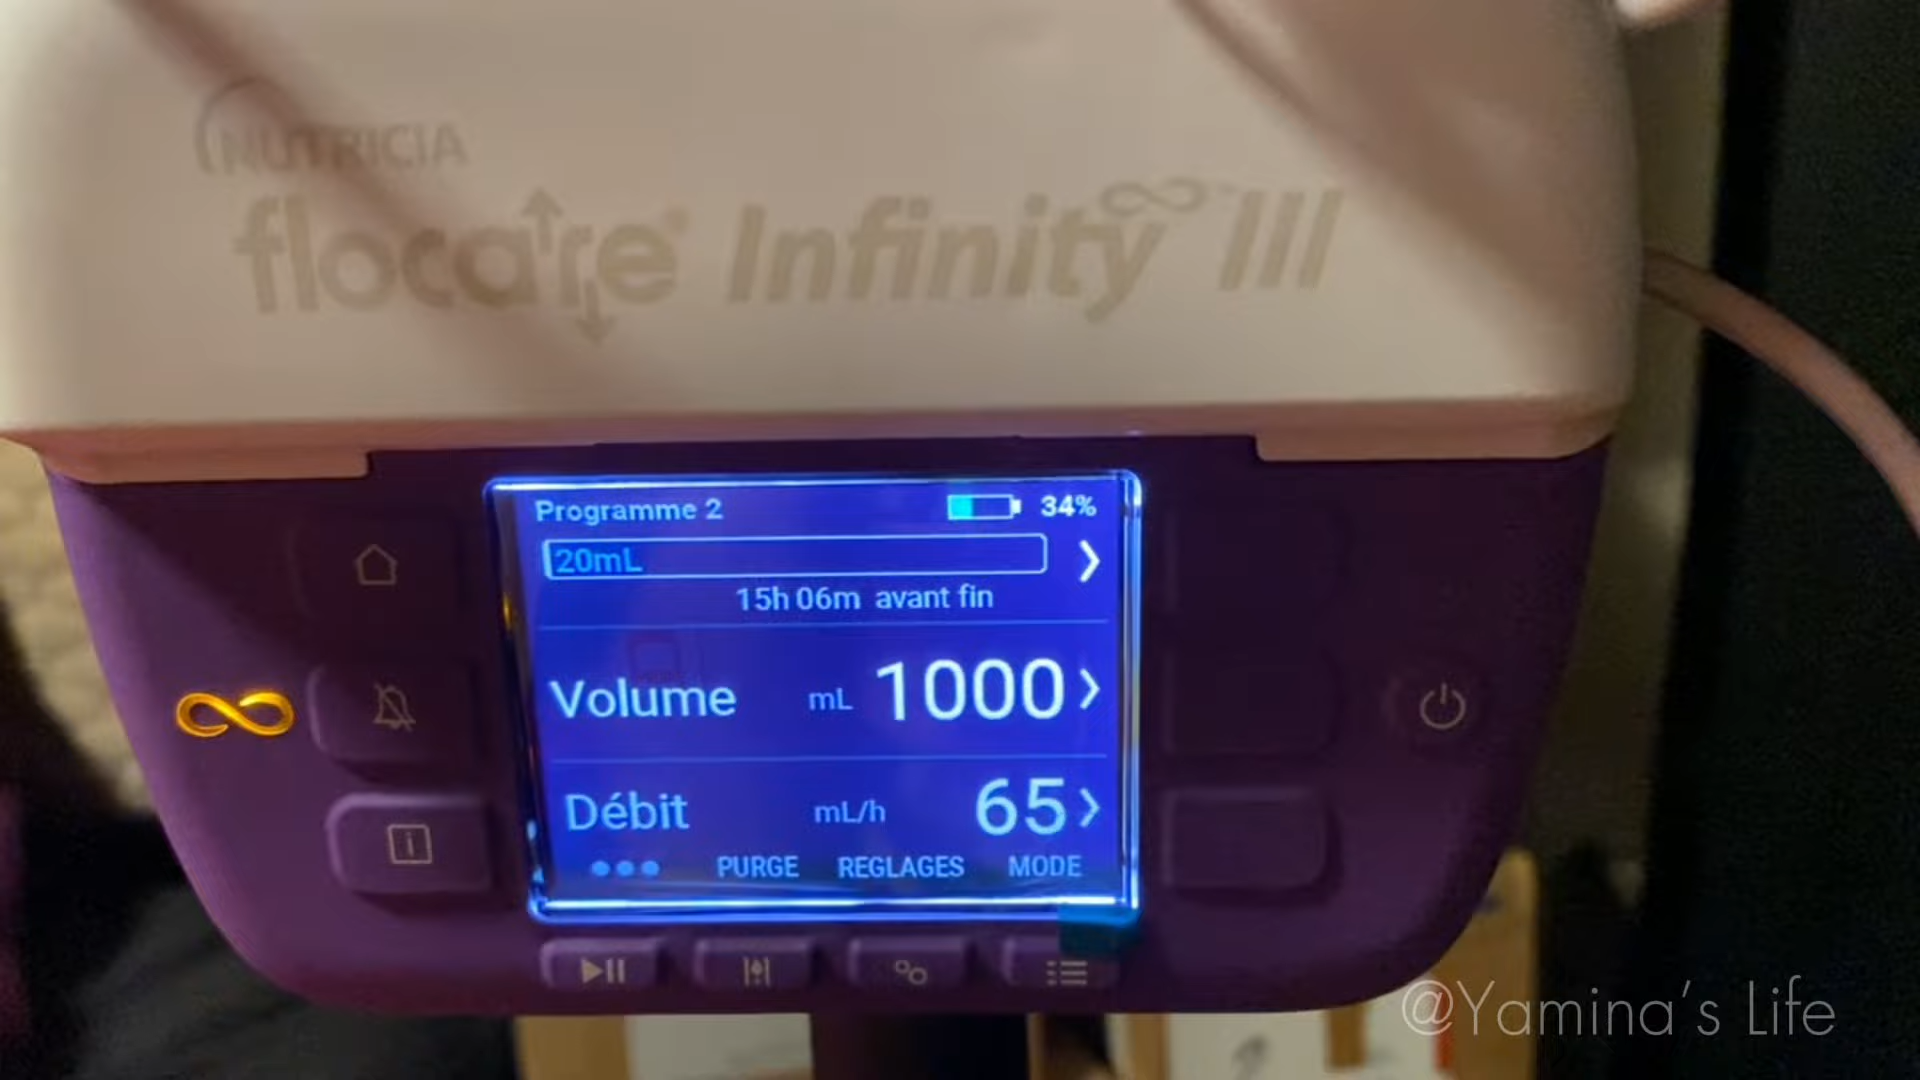 NUTRICIA
flocare Infinity III
Programme 2 34%
20mL
15h 06m avant fin
Volume mL 1000
Débit mL/h 65
PURGE REGLAGES MODE
@Yamina's Life